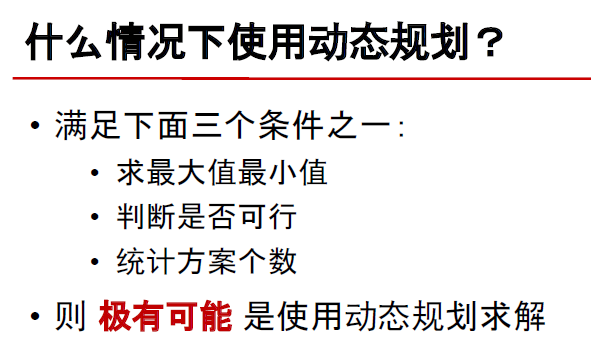 什么情况下使用动态规划？
• 满足下面三个条件之一：
• 求最大值最小值
• 判断是否可行
• 统计方案个数
• 则 极有可能 是使用动态规划求解